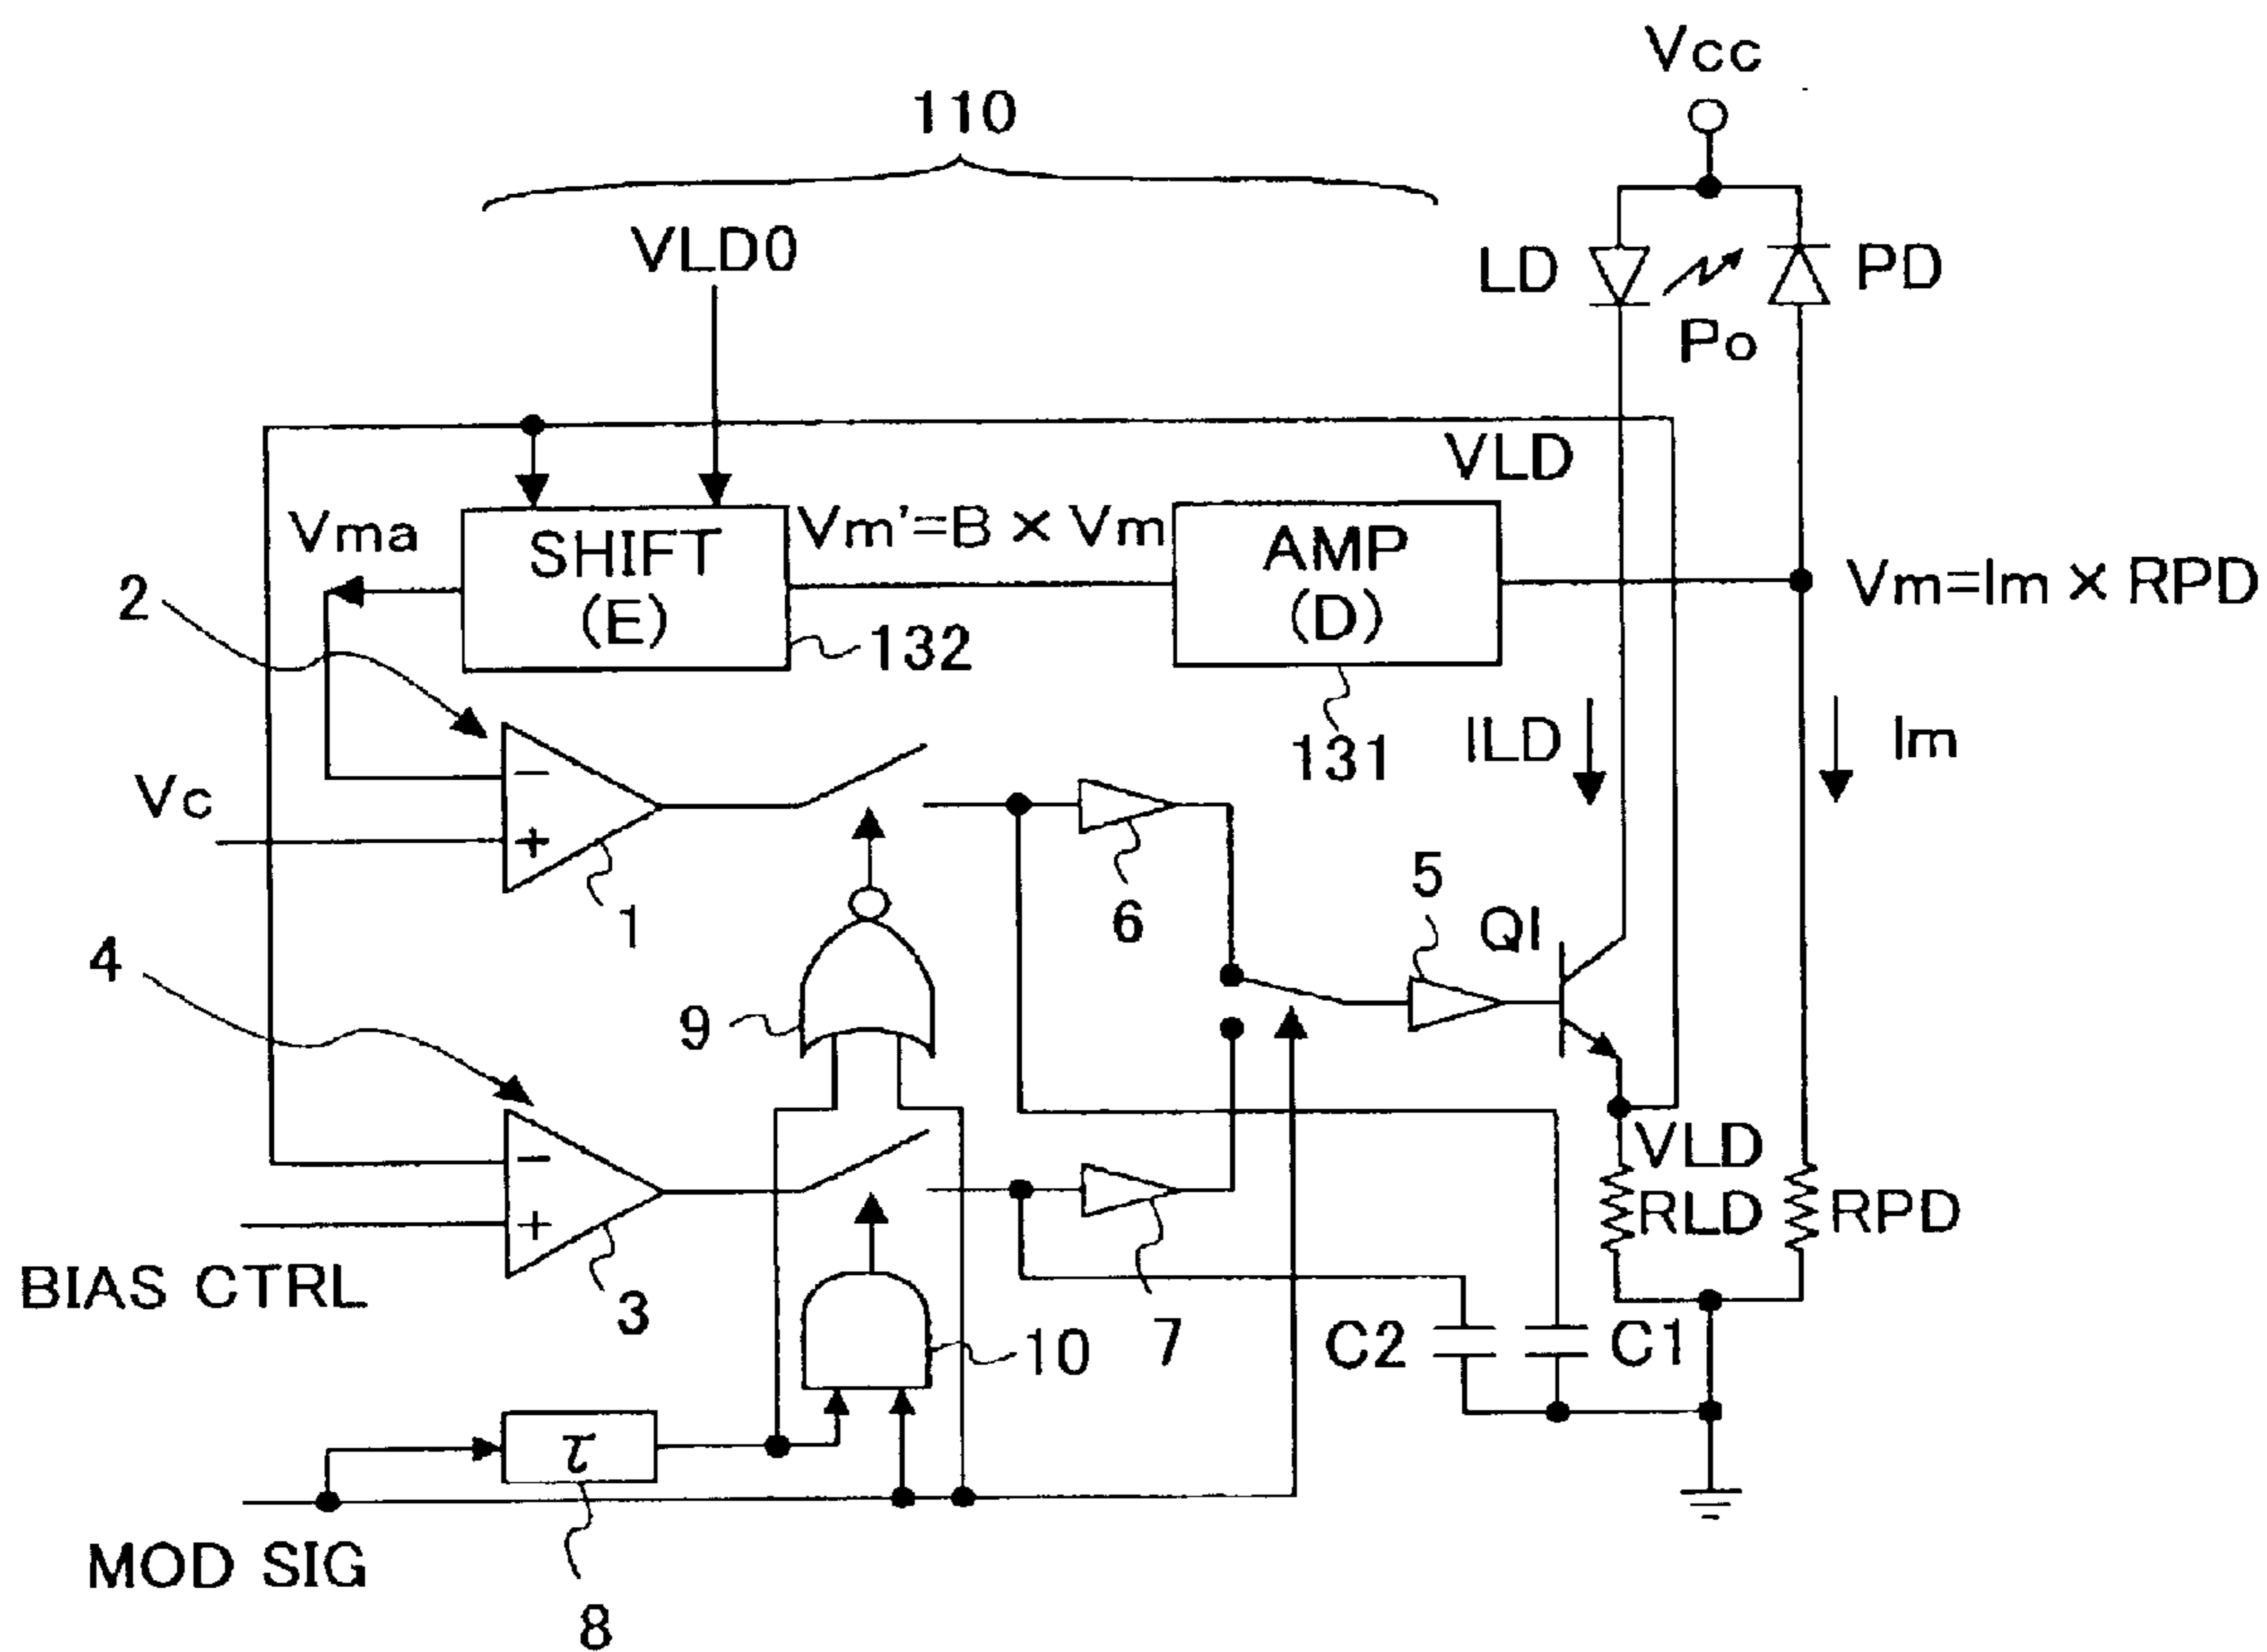 Vcc
110
VLD0
LD
PD
Po
VLD
Vma
SHIFT
(E)
Vm'=B × Vm
AMP
(D)
Vm=Im × RPD
2
132
131
ILD
Im
Vc
−
+
1
6
5
QI
4
9
VLD
−
+
RLD
RPD
BIAS CTRL
3
10
7
C2
C1
MOD SIG
8